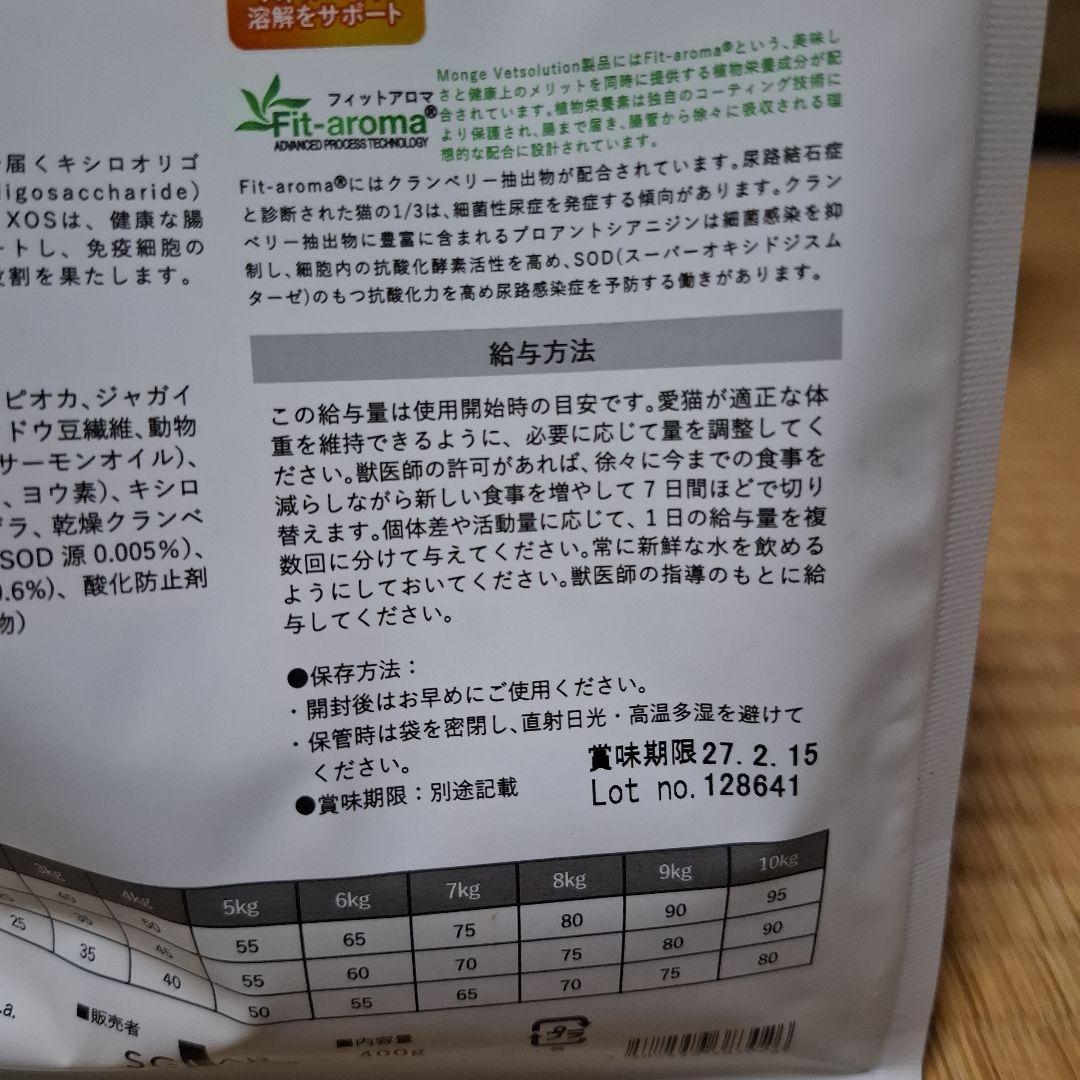 溶解をサポート
フィットアロマ
Fit-aroma®
ADVANCED PROCESS TECHNOLOGY
Monge Vetsolution製品にはFit-aroma®という、美味し
さと健康上のメリットを同時に提供する植物栄養成分が配
合されています。植物栄養素は独自のコーティング技術に
より保護され、腸まで届き、腸管から徐々に吸収される理
想的な配合に設計されています。
Fit-aroma®にはクランベリー抽出物が配合されています。尿路結石症
と診断された猫の1/3は、細菌性尿症を発症する傾向があります。クラン
ベリー抽出物に豊富に含まれるプロアントシアニジンは細菌感染を抑
制し、細胞内の抗酸化酵素活性を高め、SOD(スーパーオキシドジスム
ターゼ)のもつ抗酸化力を高め尿路感染症を予防する働きがあります。
届くキシロオリゴ
ligosaccharide)
XOSは、健康な腸
ートし、免疫細胞の
役割を果たします。
ピオカ、ジャガイ
ンドウ豆繊維、動物
サーモンオイル)、
、ヨウ素)、キシロ
ラ、乾燥クランベ
SOD 源 0.005%)、
.6%)、酸化防止剤
物)
給与方法
この給与量は使用開始時の目安です。愛猫が適正な体
重を維持できるように、必要に応じて量を調整してく
ださい。獣医師の許可があれば、徐々に今までの食事を
減らしながら新しい食事を増やして 7 日間ほどで切り
替えます。個体差や活動量に応じて、1 日の給与量を複
数回に分けて与えてください。常に新鮮な水を飲める
ようにしておいてください。獣医師の指導のもとに給
与してください。
●保存方法：
・開封後はお早めにご使用ください。
・保管時は袋を密閉し、直射日光・高温多湿を避けて
ください。
●賞味期限：別途記載
賞味期限27.2.15
Lot no.128641
3kg 4kg 5kg 6kg 7kg 8kg 9kg 10kg
40 50 55 65 75 80 90 95
35 45 55 60 70 75 80 90
25 35 40 50 55 65 70 75 80
■販売者
■内容量
400g
プラ